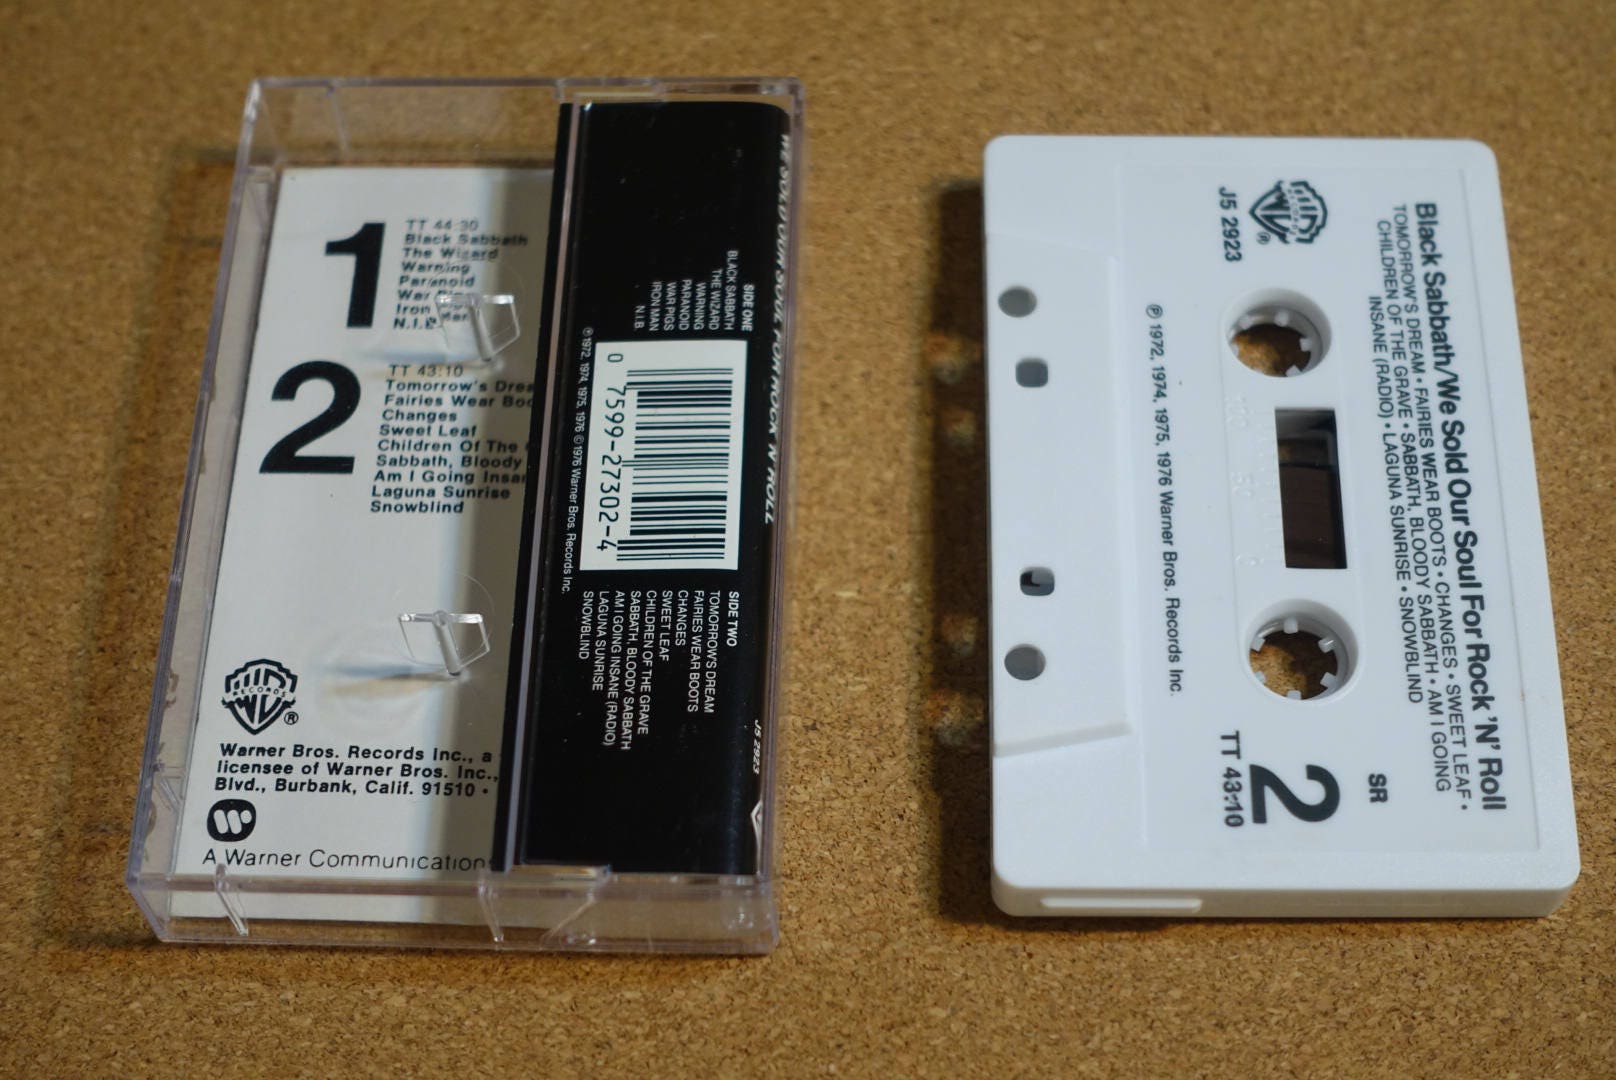 1
TT 44:30
Black Sabbath
The Wizard
Warning
Paranoid
War
Iron
N.I.B.
2
TT 43:10
Tomorrow's
Fairies Wear
Changes
Sweet Leaf
Children Of The
Sabbath, Bloody
Am I Going
Laguna Sunrise
Snowblind
RECORDS
®
Warner Bros. Records Inc., a
licensee of Warner Bros. Inc.,
Blvd., Burbank, Calif. 91510 •
A Warner Communications
WE SOLD OUR SOUL FOR ROCK 'N' ROLL
J5 2923
SIDE ONE
BLACK SABBATH
THE WIZARD
WARNING
PARANOID
WAR PIGS
IRON MAN
N.I.B.
0 7599-27302-4
SIDE TWO
TOMORROW'S DREAM
FAIRIES WEAR BOOTS
CHANGES
SWEET LEAF
CHILDREN OF THE GRAVE
SABBATH, BLOODY SABBATH
AM I GOING INSANE (RADIO)
LAGUNA SUNRISE
SNOWBLIND
℗1972, 1974, 1975, 1976 ©1976 Warner Bros. Records Inc.
Black Sabbath/We Sold Our Soul For Rock 'N' Roll
TOMORROW'S DREAM • FAIRIES WEAR BOOTS • CHANGES • SWEET LEAF •
CHILDREN OF THE GRAVE • SABBATH, BLOODY SABBATH • AM I GOING
INSANE (RADIO) • LAGUNA SUNRISE • SNOWBLIND
SR
RECORDS
®
J5 2923
2
TT 43:10
100 50 0
℗ 1972, 1974, 1975, 1976 Warner Bros. Records Inc.